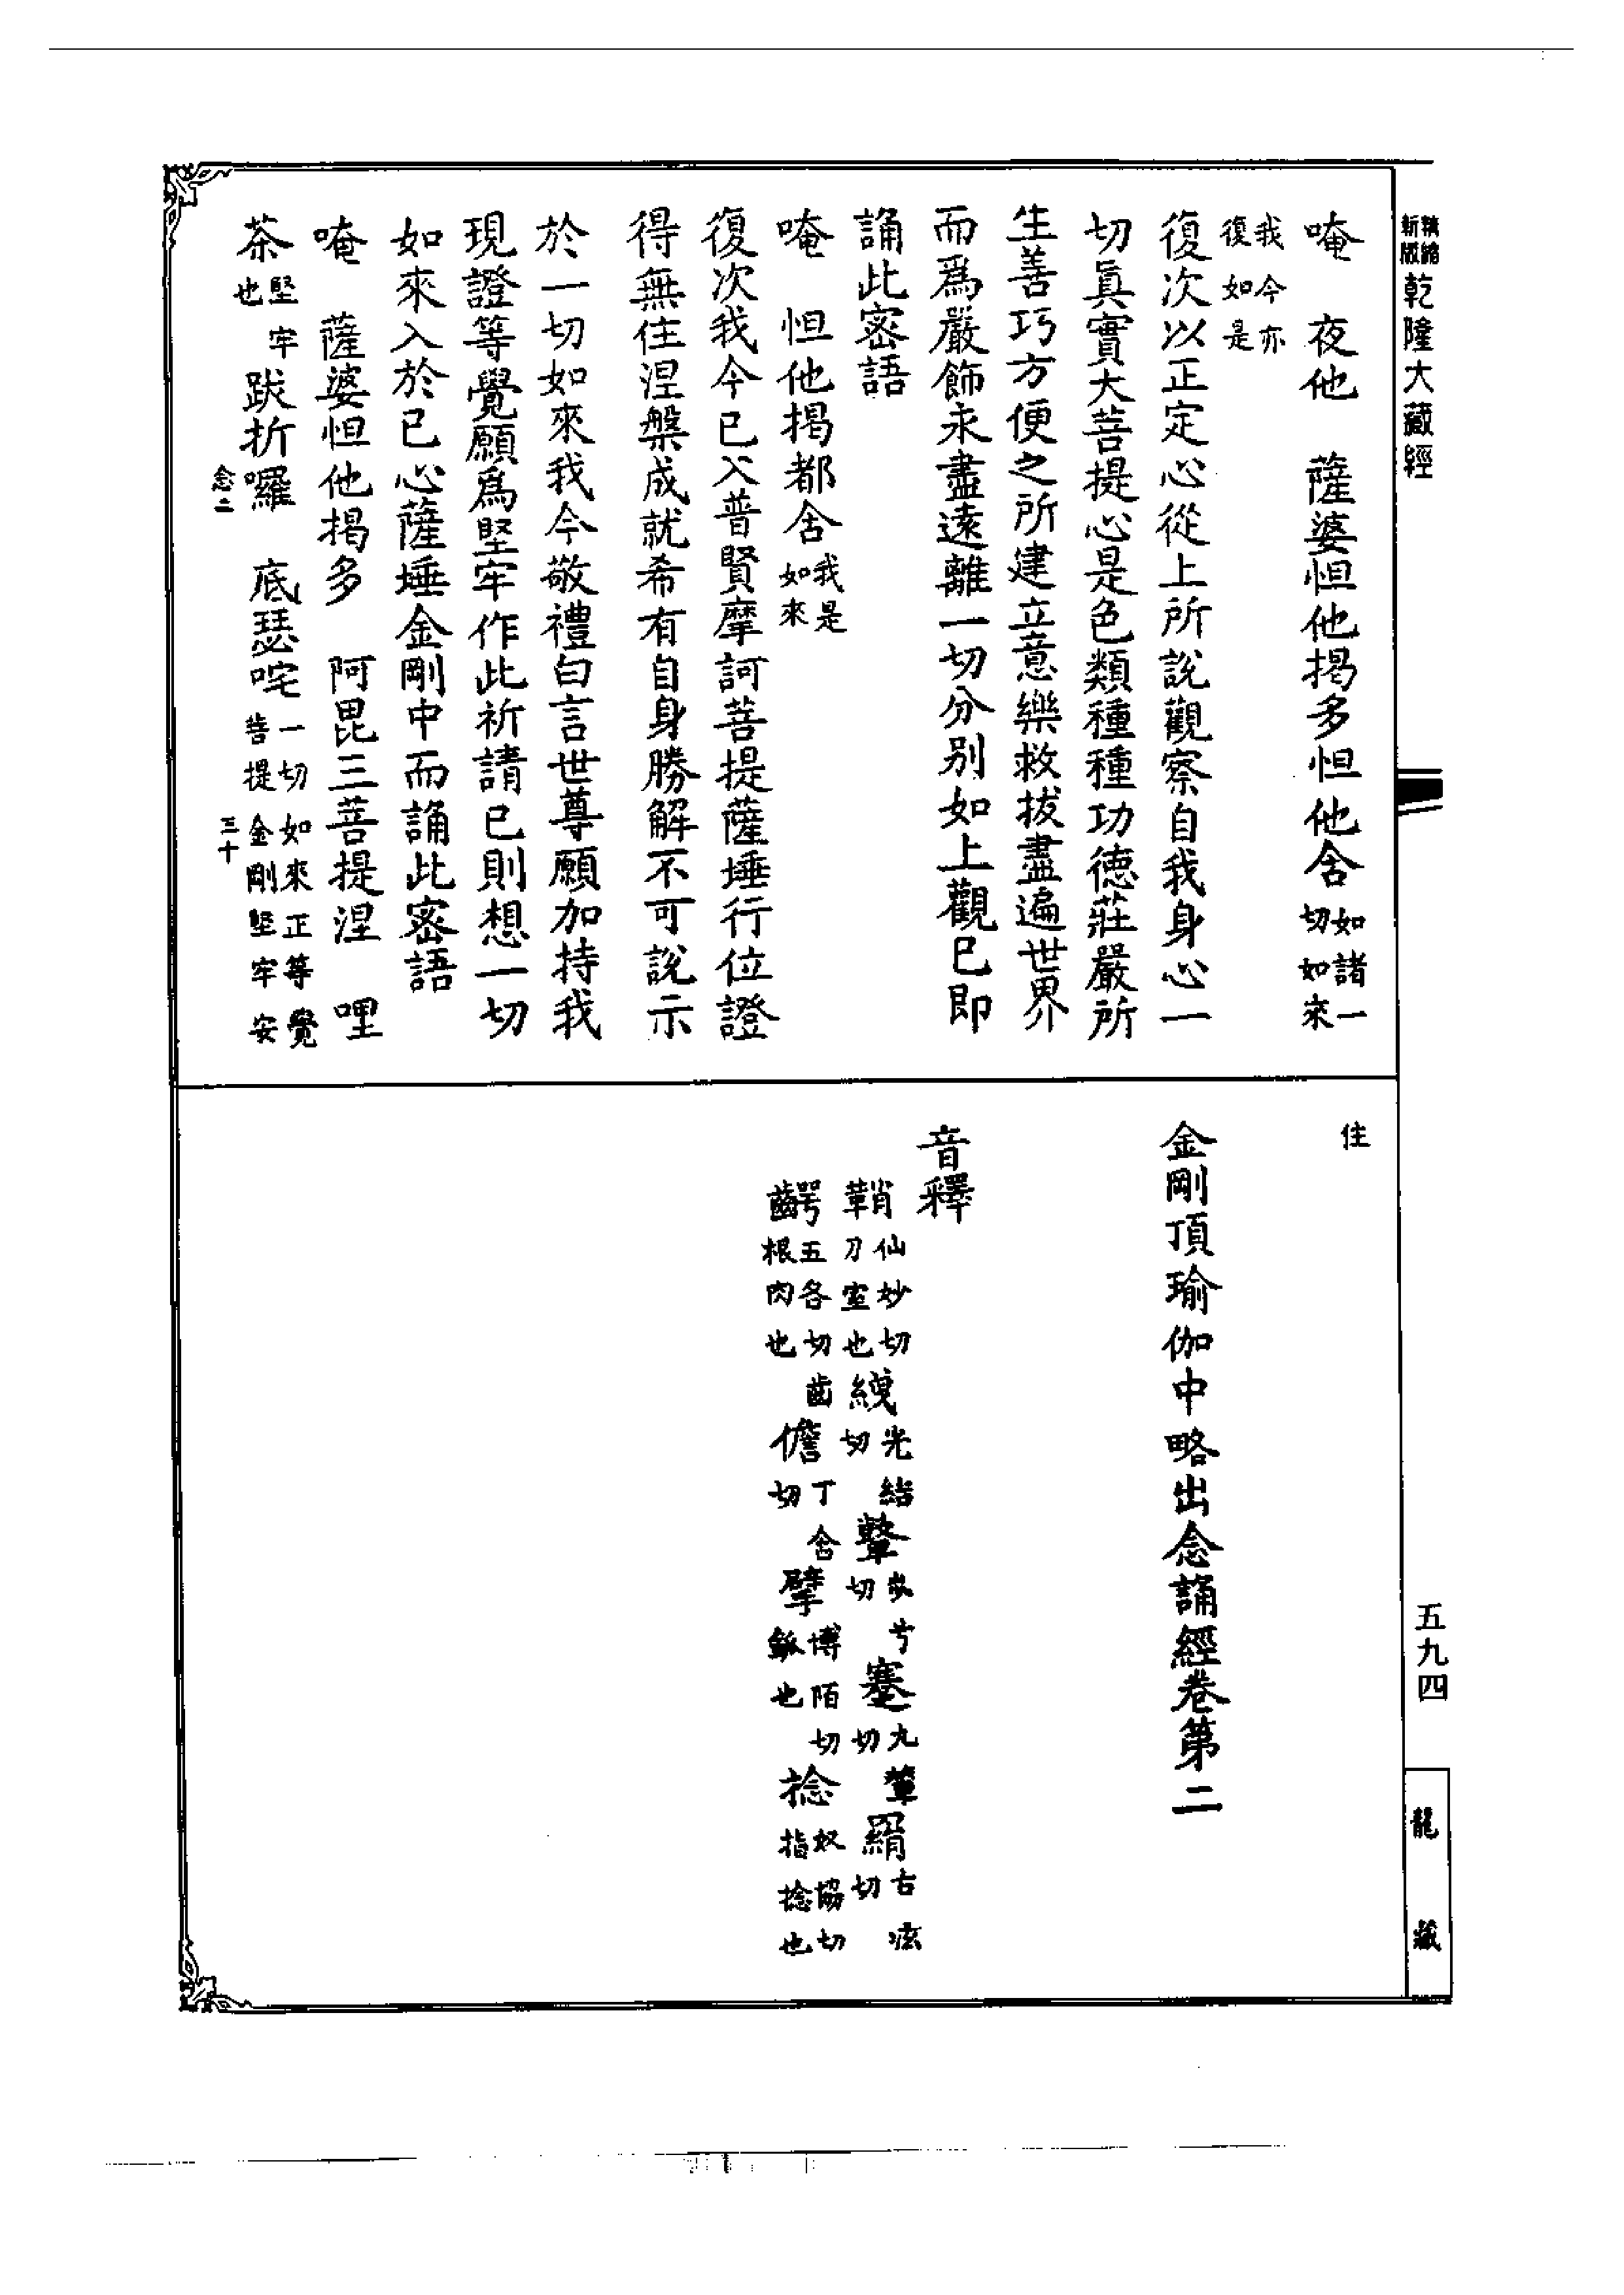 精縮新版乾隆大藏經
唵 夜他 薩婆怛他揭多怛他舍如諸一切如來
我今亦復如是
復次以正定心從上所說觀察自我身心一
切眞實大菩提心是色類種種功德莊嚴所
生善巧方便之所建立意樂救拔盡遍世界
而爲嚴飾永盡遠離一切分別如上觀已即
誦此密語
唵 怛他揭都含我是如來
復次我今已入普賢摩訶菩提薩埵行位證
得無住涅槃成就希有自身勝解不可說示
於一切如來我今敬禮白言世尊願加持我
現證等覺願爲堅牢作此祈請已則想一切
如來入於已心薩埵金剛中而誦此密語
唵 薩婆怛他揭多 阿毘三菩提涅 哩
茶堅牢也跋折囉 底瑟咤一切如來正等覺菩提金剛堅牢安
念二 三十
住
金剛頂瑜伽中略出念誦經卷第二
音釋
鞘仙妙切刀室也繉先結切鞶步兮切蹇九輦切羂古泫切
齶五各切齒根肉也儋丁含切擘博陌切𢱢也捻奴協切指捻也
五九四
龍藏